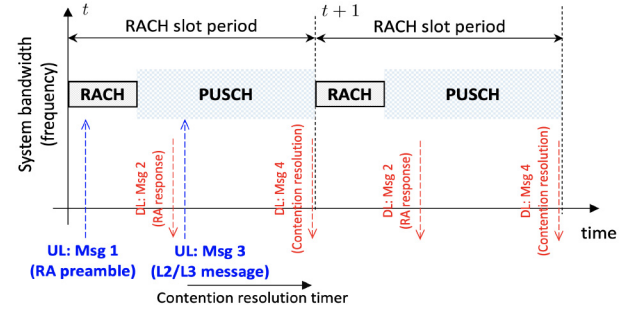 t
t + 1
RACH slot period
RACH slot period
System bandwidth
(frequency)
RACH
PUSCH
RACH
PUSCH
DL: Msg 2
(RA response)
DL: Msg 4
(Contention resolution)
DL: Msg 2
(RA response)
DL: Msg 4
(Contention resolution)
time
UL: Msg 1
(RA preamble)
UL: Msg 3
(L2/L3 message)
Contention resolution timer